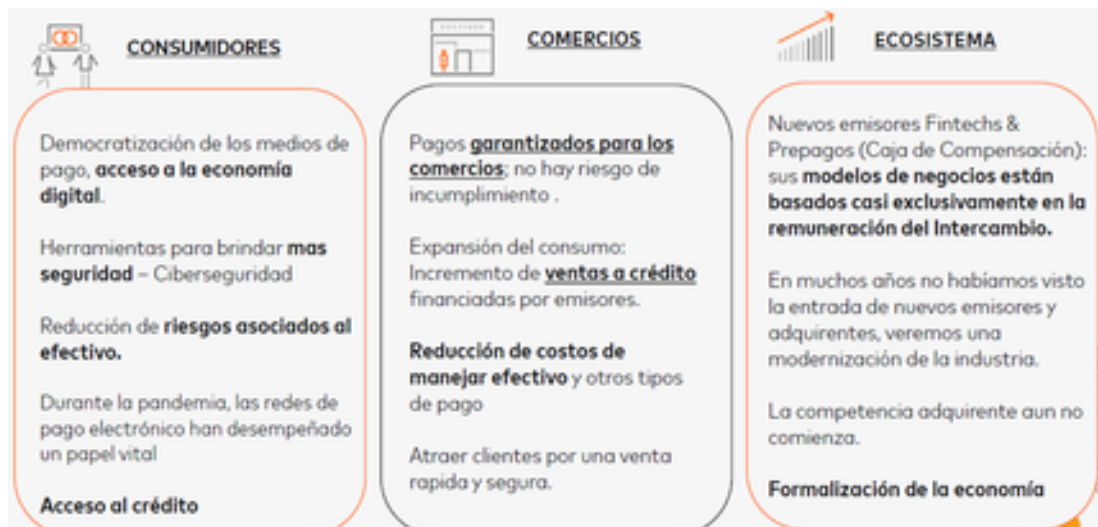 CONSUMIDORES
Democratización de los medios de
pago, acceso a la economía
digital.
Herramientas para brindar mas
seguridad – Ciberseguridad
Reducción de riesgos asociados al
efectivo.
Durante la pandemia, las redes de
pago electrónico han desempeñado
un papel vital
Acceso al crédito
COMERCIOS
Pagos garantizados para los
comercios; no hay riesgo de
incumplimiento .
Expansión del consumo:
Incremento de ventas a crédito
financiadas por emisores.
Reducción de costos de
manejar efectivo y otros tipos
de pago
Atraer clientes por una venta
rapida y segura.
ECOSISTEMA
Nuevos emisores Fintechs &
Prepagos (Caja de Compensación):
sus modelos de negocios están
basados casi exclusivamente en la
remuneración del Intercambio.
En muchos años no habíamos visto
la entrada de nuevos emisores y
adquirentes, veremos una
modernización de la industria.
La competencia adquirente aun no
comienza.
Formalización de la economía